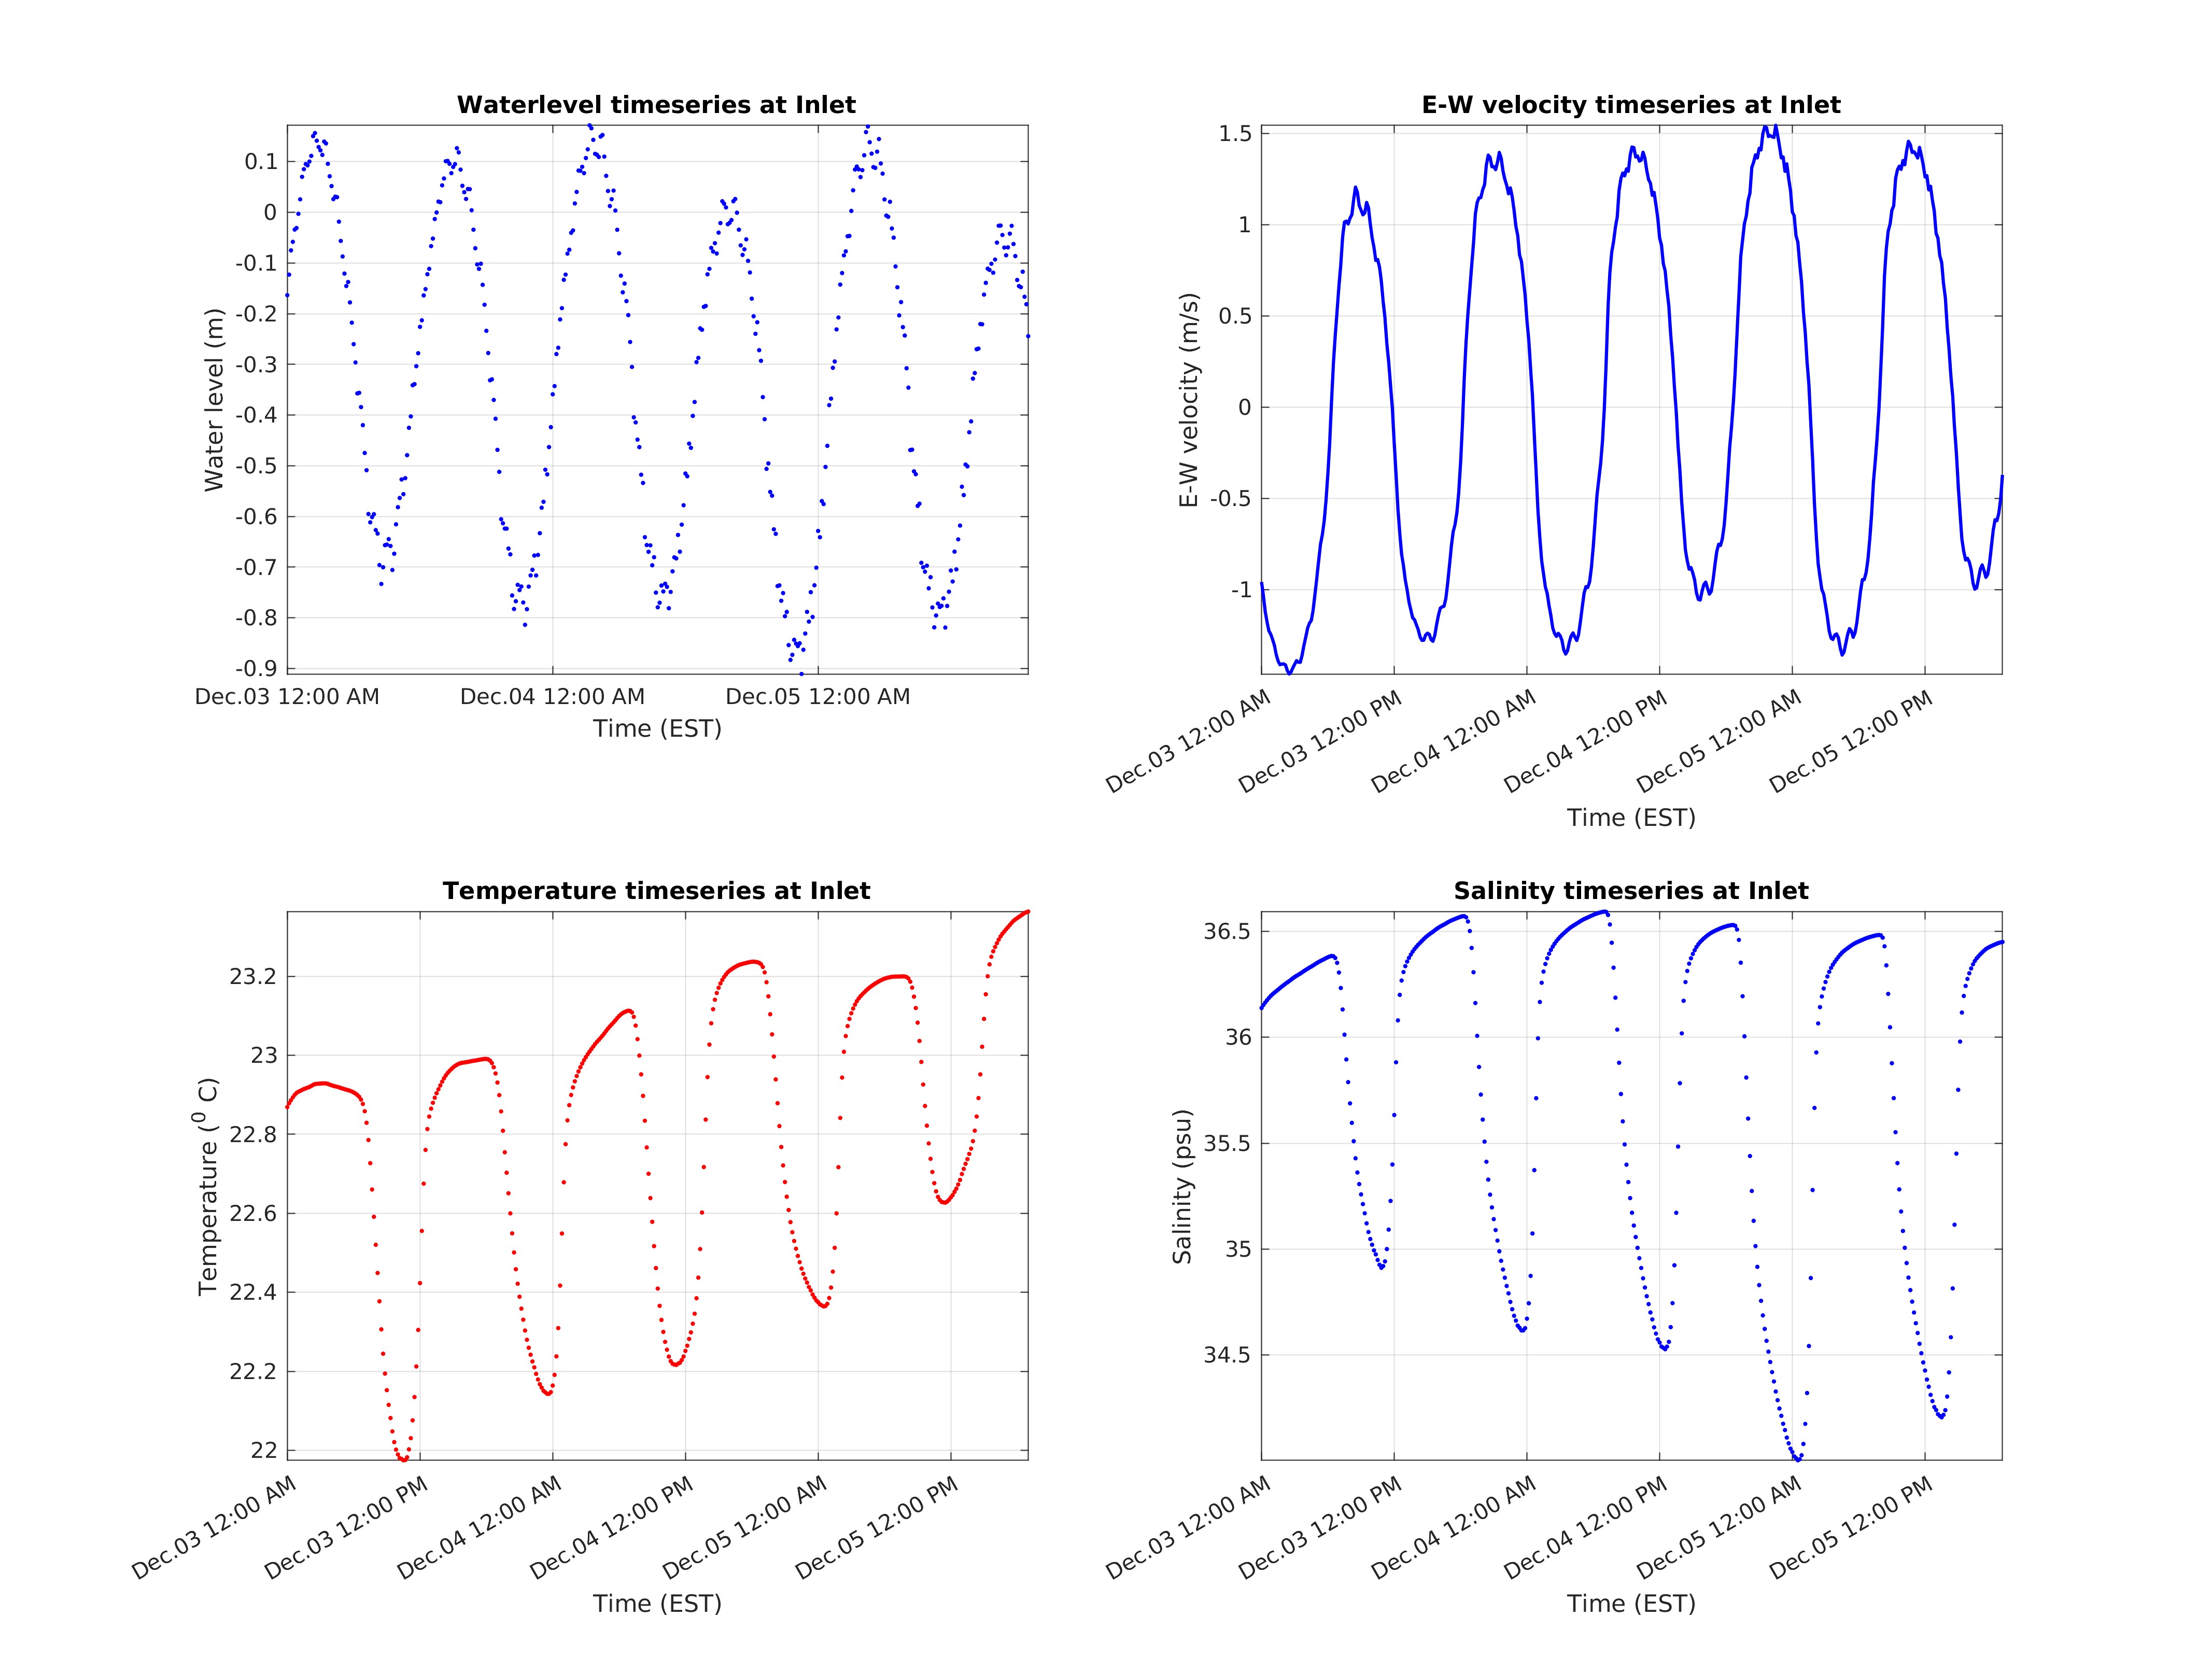 Waterlevel timeseries at Inlet
0.1
0
-0.1
-0.2
-0.3
-0.4
-0.5
-0.6
-0.7
-0.8
-0.9
Water level (m)
Dec.03 12:00 AM
Dec.04 12:00 AM
Dec.05 12:00 AM
Time (EST)
E-W velocity timeseries at Inlet
1.5
1
0.5
0
-0.5
-1
E-W velocity (m/s)
Dec.03 12:00 AM
Dec.03 12:00 PM
Dec.04 12:00 AM
Dec.04 12:00 PM
Dec.05 12:00 AM
Dec.05 12:00 PM
Time (EST)
Temperature timeseries at Inlet
23.2
23
22.8
22.6
22.4
22.2
22
Temperature (⁰ C)
Dec.03 12:00 AM
Dec.03 12:00 PM
Dec.04 12:00 AM
Dec.04 12:00 PM
Dec.05 12:00 AM
Dec.05 12:00 PM
Time (EST)
Salinity timeseries at Inlet
36.5
36
35.5
35
34.5
Salinity (psu)
Dec.03 12:00 AM
Dec.03 12:00 PM
Dec.04 12:00 AM
Dec.04 12:00 PM
Dec.05 12:00 AM
Dec.05 12:00 PM
Time (EST)